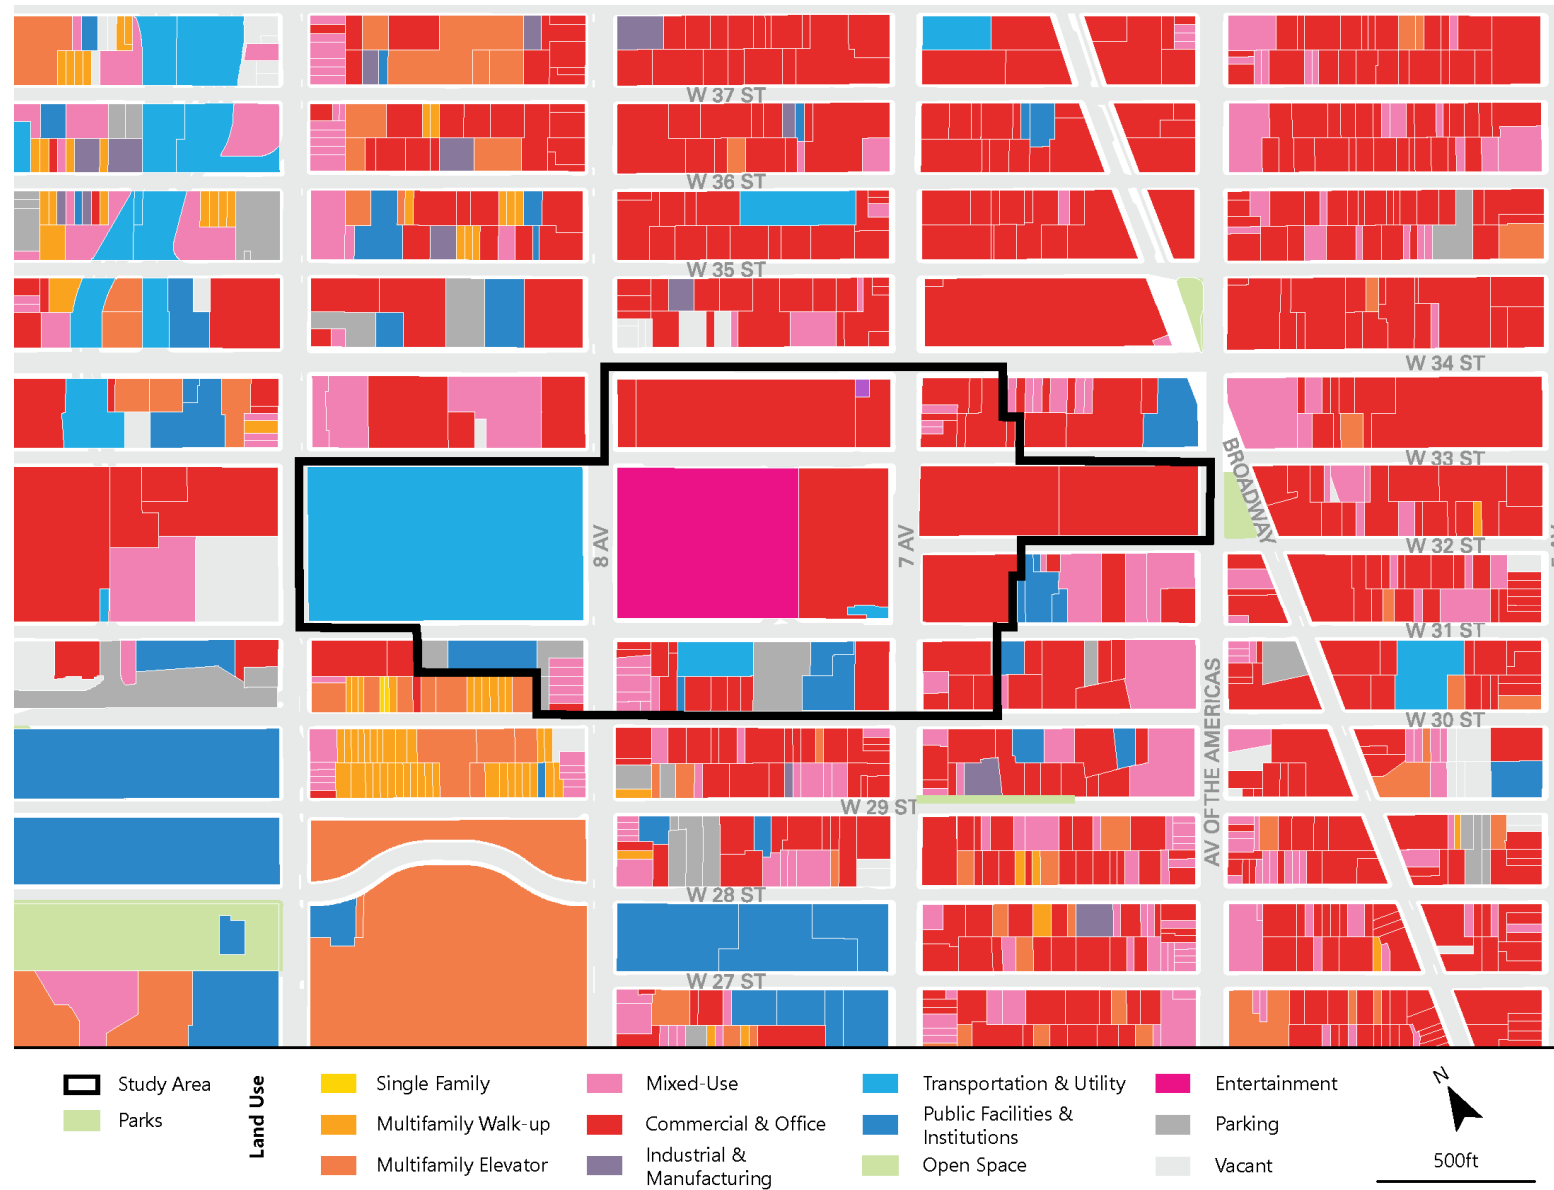 W 37 ST
W 36 ST
W 35 ST
W 34 ST
W 33 ST
BROADWAY
8 AV
7 AV
W 32 ST
W 31 ST
AV OF THE AMERICAS
W 30 ST
W 29 ST
W 28 ST
W 27 ST
Study Area
Parks
Land Use
Single Family
Multifamily Walk-up
Multifamily Elevator
Mixed-Use
Commercial & Office
Industrial &
Manufacturing
Transportation & Utility
Public Facilities &
Institutions
Open Space
Entertainment
Parking
Vacant
N
500ft